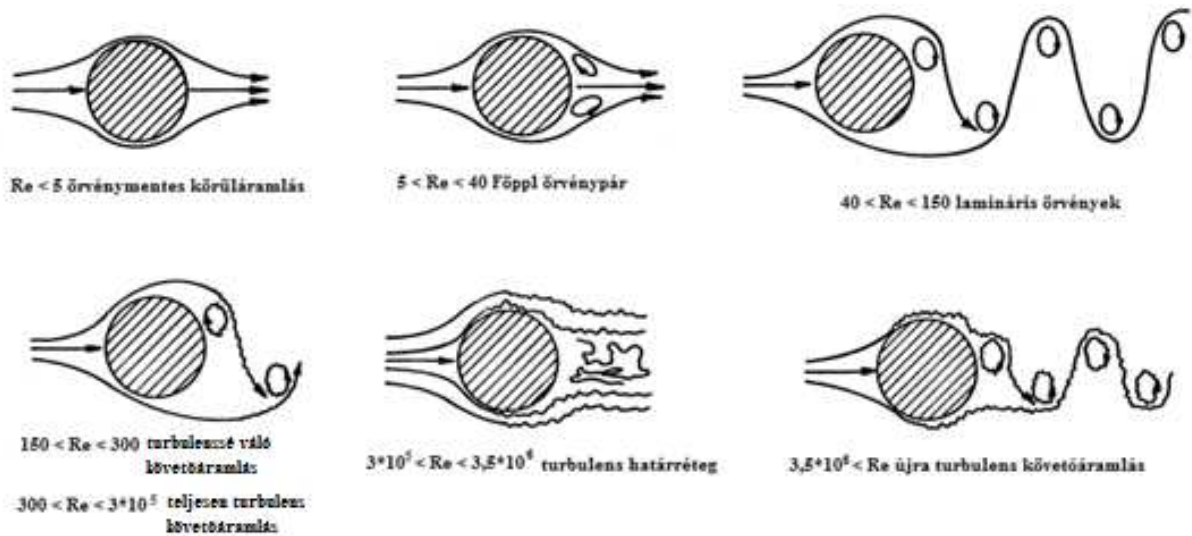 Re < 5 örvénymentes körüláramlás
5 < Re < 40 Föppl örvénypár
40 < Re < 150 lamináris örvények
150 < Re < 300 turbulenssé váló
követőáramlás
300 < Re < 3*10⁵ teljesen turbulens
követőáramlás
3*10⁵ < Re < 3,5*10⁶ turbulens határréteg
3,5*10⁶ < Re újra turbulens követőáramlás